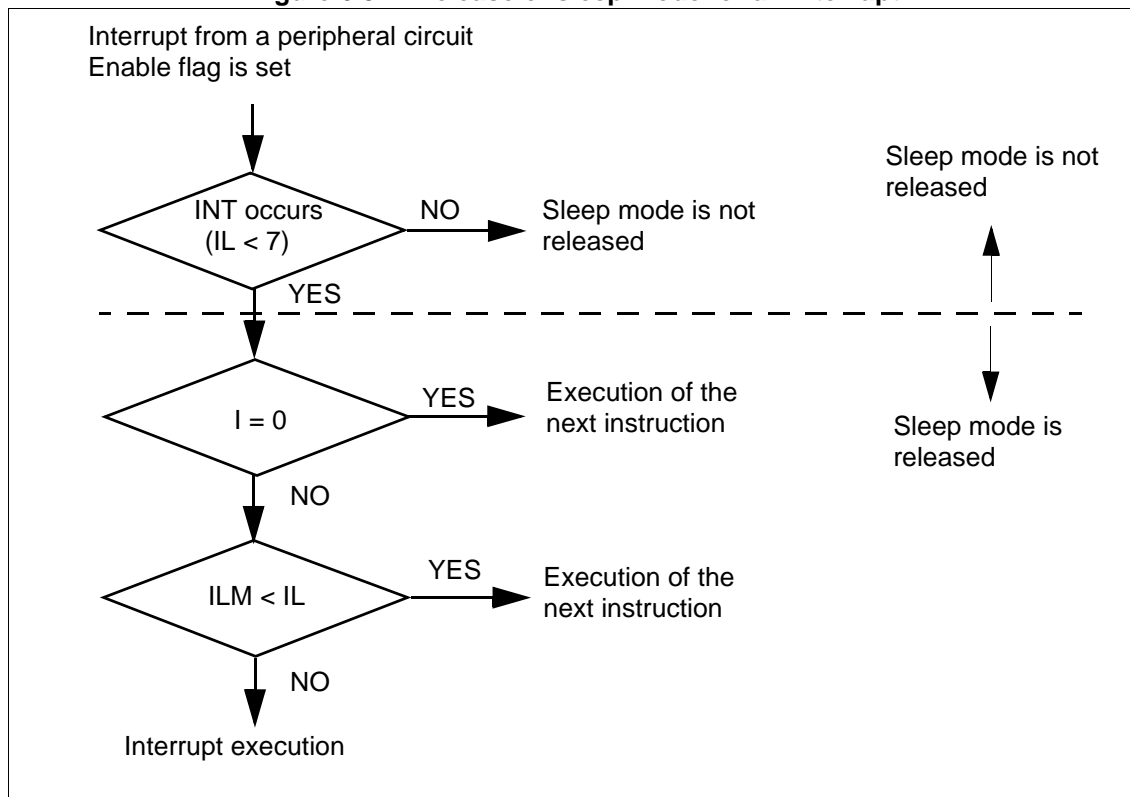 Interrupt from a peripheral circuit
Enable flag is set
INT occurs
(IL < 7)
NO
Sleep mode is not
released
Sleep mode is not
released
YES
I = 0
YES
Execution of the
next instruction
Sleep mode is
released
NO
ILM < IL
YES
Execution of the
next instruction
NO
Interrupt execution